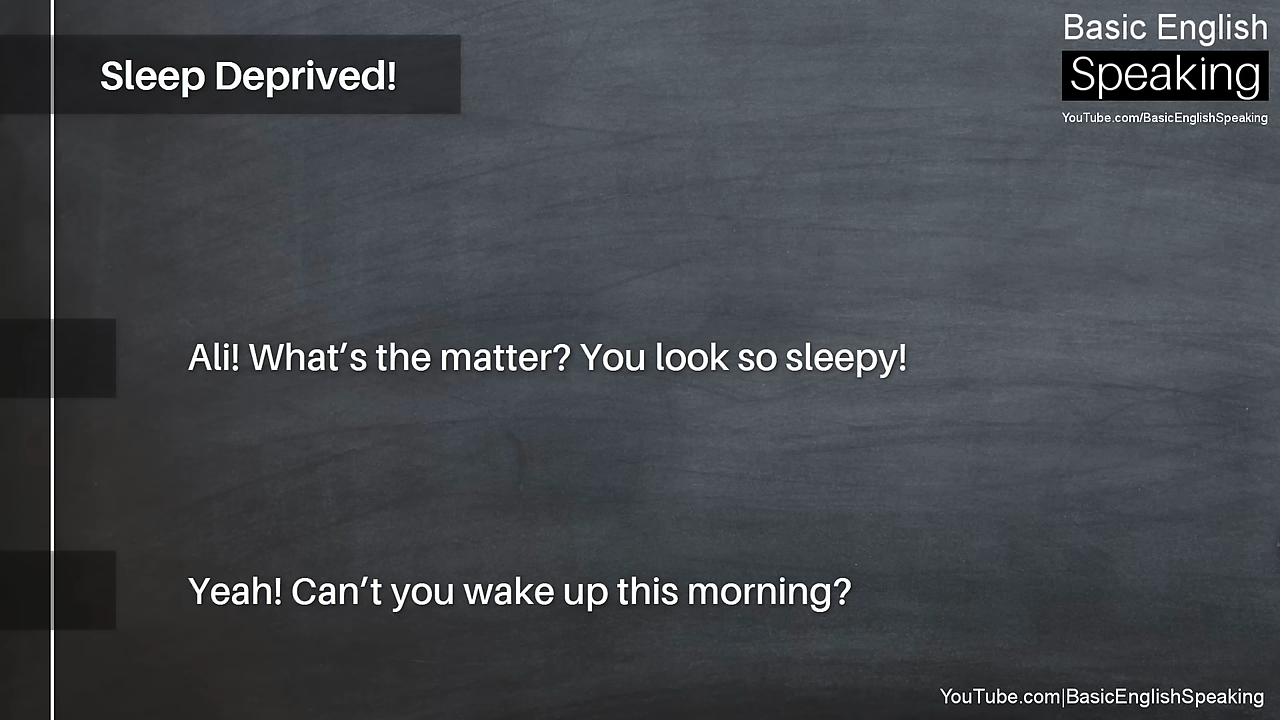 Basic English
Speaking
YouTube.com/BasicEnglishSpeaking
Sleep Deprived!
Ali! What’s the matter? You look so sleepy!
Yeah! Can’t you wake up this morning?
YouTube.com|BasicEnglishSpeaking